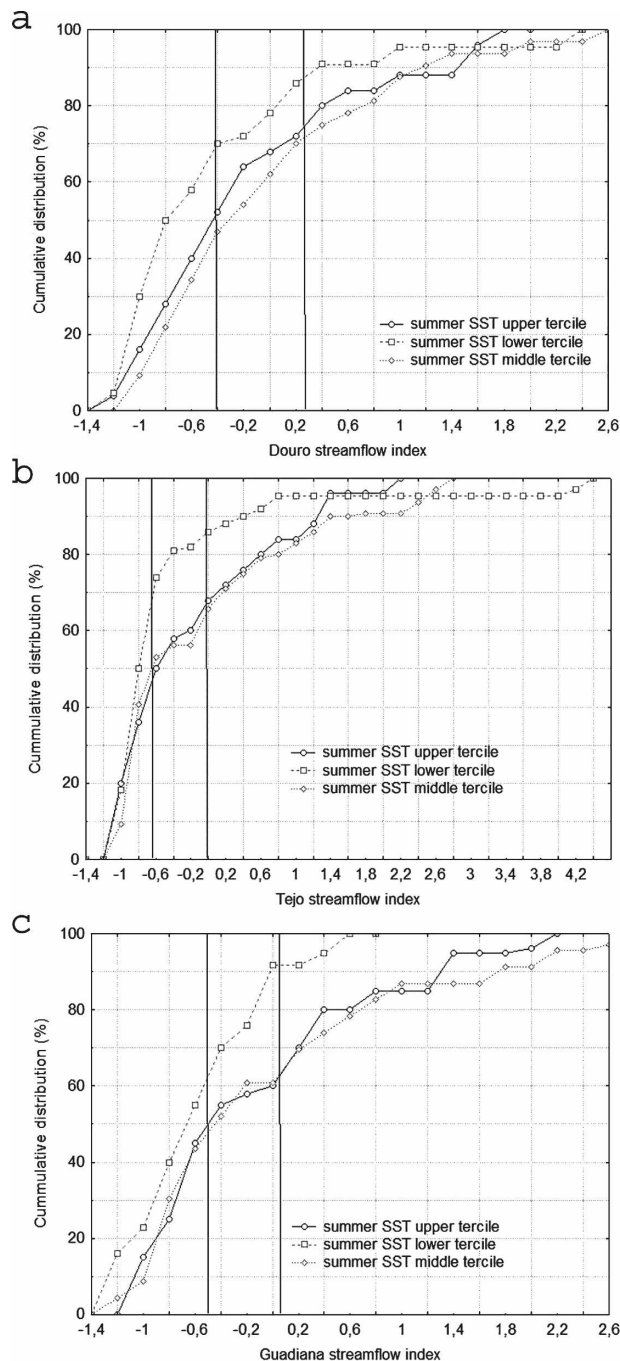 a
100
80
60
40
20
0
Cumulative distribution (%)
summer SST upper tercile
summer SST lower tercile
summer SST middle tercile
-1,4 -1 -0,6 -0,2 0,2 0,6 1 1,4 1,8 2,2 2,6
Douro streamflow index
b
100
80
60
40
20
0
Cummulative distribution (%)
summer SST upper tercile
summer SST lower tercile
summer SST middle tercile
-1,4 -1 -0,6 -0,2 0,2 0,6 1 1,4 1,8 2,2 2,6 3 3,4 3,8 4,2
Tejo streamflow index
c
100
80
60
40
20
0
Cummulative distribution (%)
summer SST upper tercile
summer SST lower tercile
summer SST middle tercile
-1,4 -1 -0,6 -0,2 0,2 0,6 1 1,4 1,8 2,2 2,6
Guadiana streamflow index